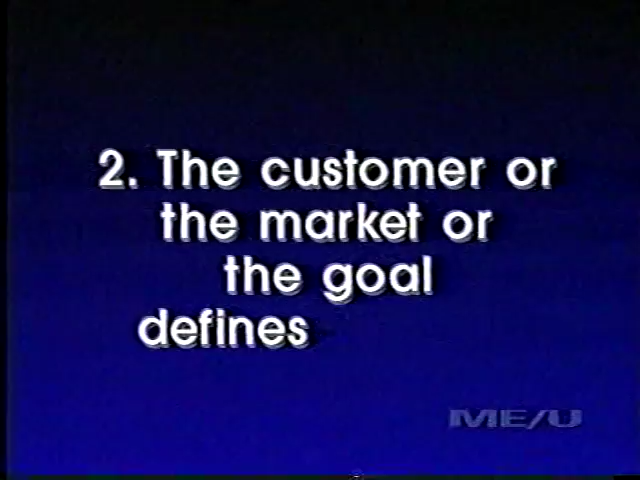 2. The customer or
the market or
the goal
defines
ME/U